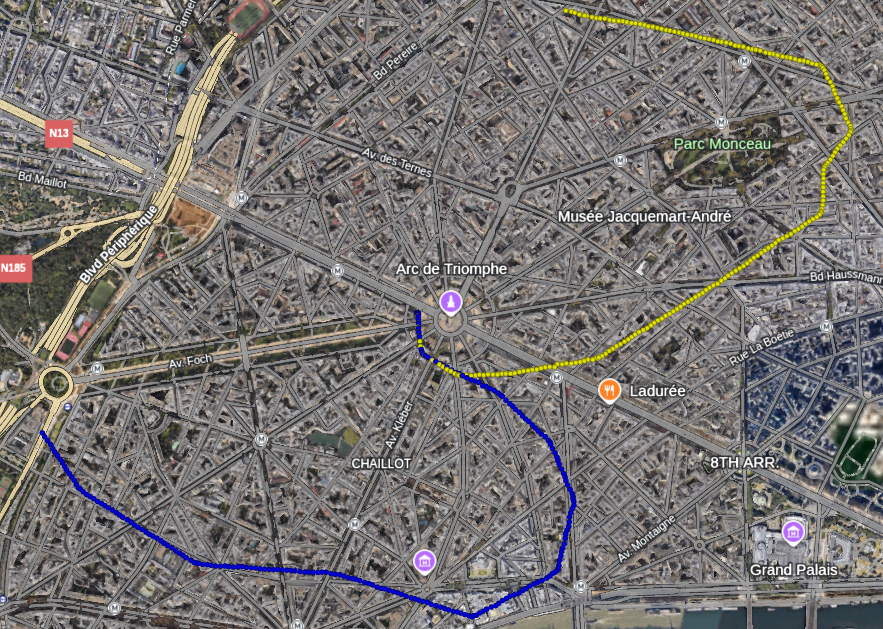 Rue Parme
Bd Pereire
N13
Av. des Ternes
Parc Monceau
Bd Maillot
Musée Jacquemart-André
Blvd Périphérique
N185
Arc de Triomphe
Bd Haussmann
Rue La Boétie
Av. Foch
Ladurée
Av. Kléber
CHAILLOT
8TH ARR.
Av. Montaigne
Grand Palais
M
M
M
M
M
M
M
M
M
M
M
M
M